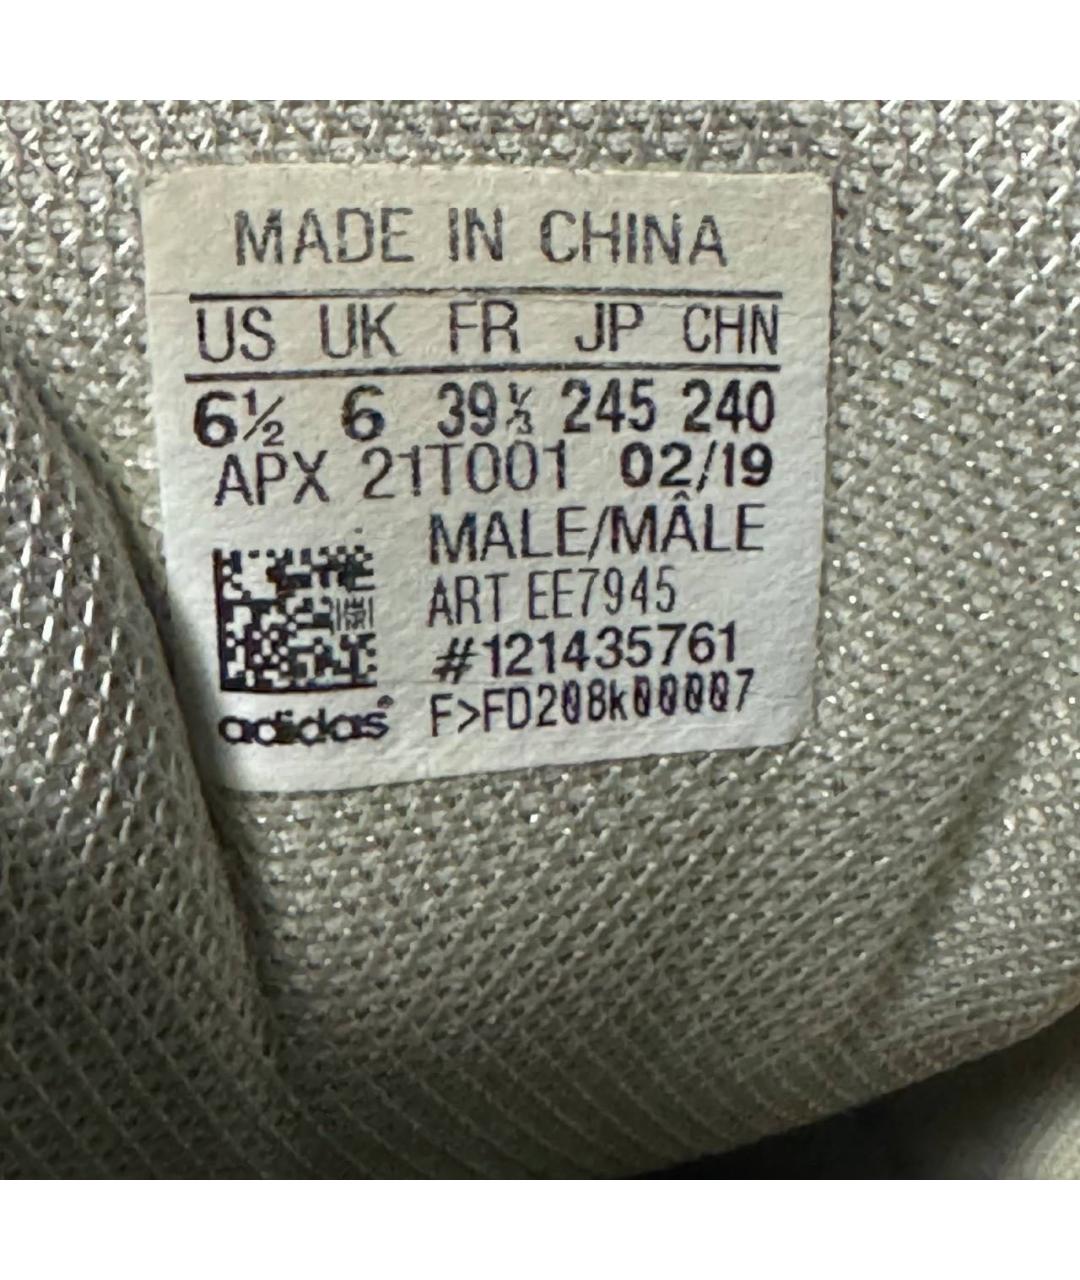 MADE IN CHINA
US UK FR JP CHN
6½ 6 39⅓ 245 240
APX 21T001 02/19
MALE/MÂLE
ART EE7945
#121435761
F>FD208k00007
adidas®